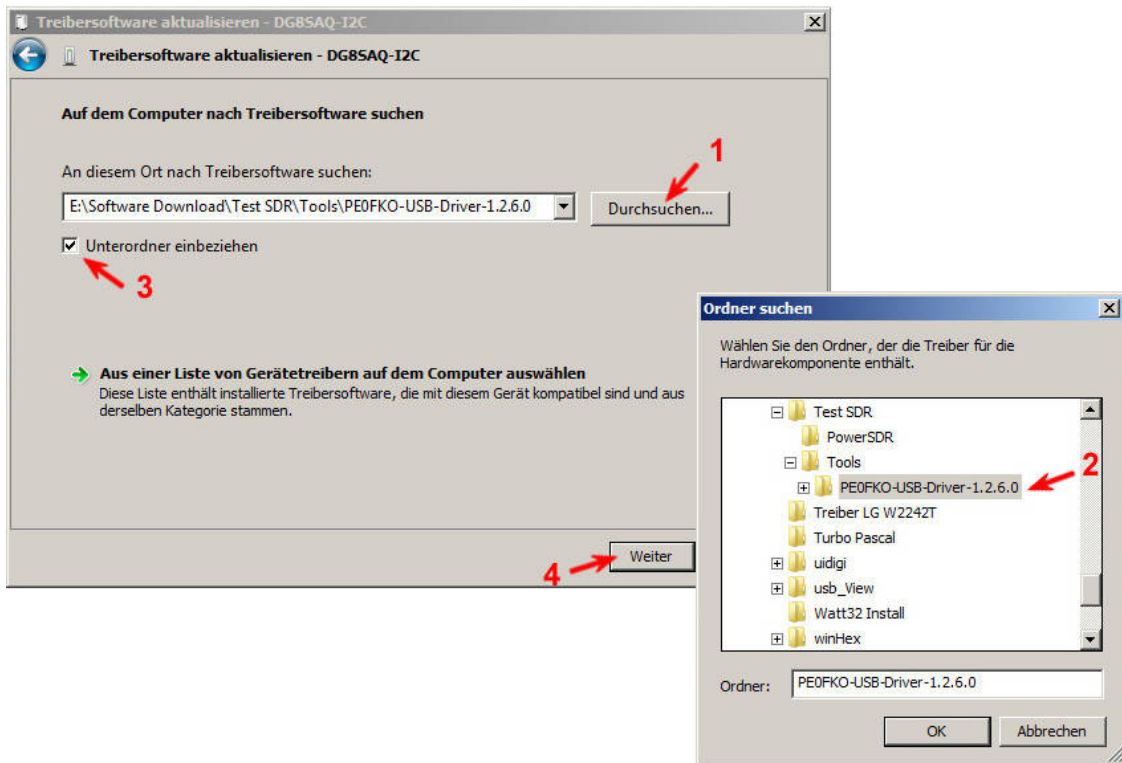 Treibersoftware aktualisieren - DG8SAQ-I2C
Treibersoftware aktualisieren - DG8SAQ-I2C
Auf dem Computer nach Treibersoftware suchen
1
An diesem Ort nach Treibersoftware suchen:
E:\Software Download\Test SDR\Tools\PE0FKO-USB-Driver-1.2.6.0
Durchsuchen...
Unterordner einbeziehen
3
Aus einer Liste von Gerätetreibern auf dem Computer auswählen
Diese Liste enthält installierte Treibersoftware, die mit diesem Gerät kompatibel sind und aus
derselben Kategorie stammen.
Weiter
4
Ordner suchen
Wählen Sie den Ordner, der die Treiber für die
Hardwarekomponente enthält.
Test SDR
PowerSDR
Tools
2
PE0FKO-USB-Driver-1.2.6.0
Treiber LG W2242T
Turbo Pascal
uidigi
usb_View
Watt32 Install
winHex
Ordner: PE0FKO-USB-Driver-1.2.6.0
OK Abbrechen